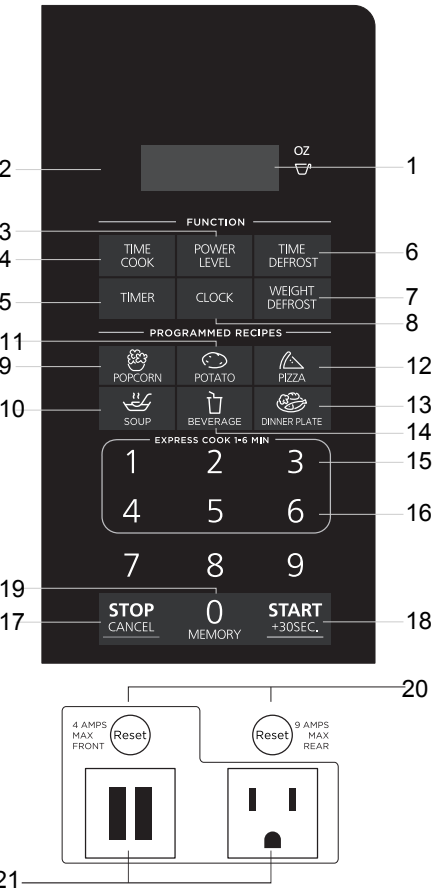 OZ
2
1
FUNCTION
3
TIME COOK
POWER LEVEL
TIME DEFROST
4
6
TIMER
CLOCK
WEIGHT DEFROST
5
7
8
PROGRAMMED RECIPES
11
9
POPCORN
POTATO
PIZZA
12
10
SOUP
BEVERAGE
DINNER PLATE
13
14
EXPRESS COOK 1-6 MIN
1 2 3
15
4 5 6
16
7 8 9
19
17
STOP CANCEL
0 MEMORY
START +30SEC.
18
20
4 AMPS MAX FRONT
Reset
Reset
9 AMPS MAX REAR
21